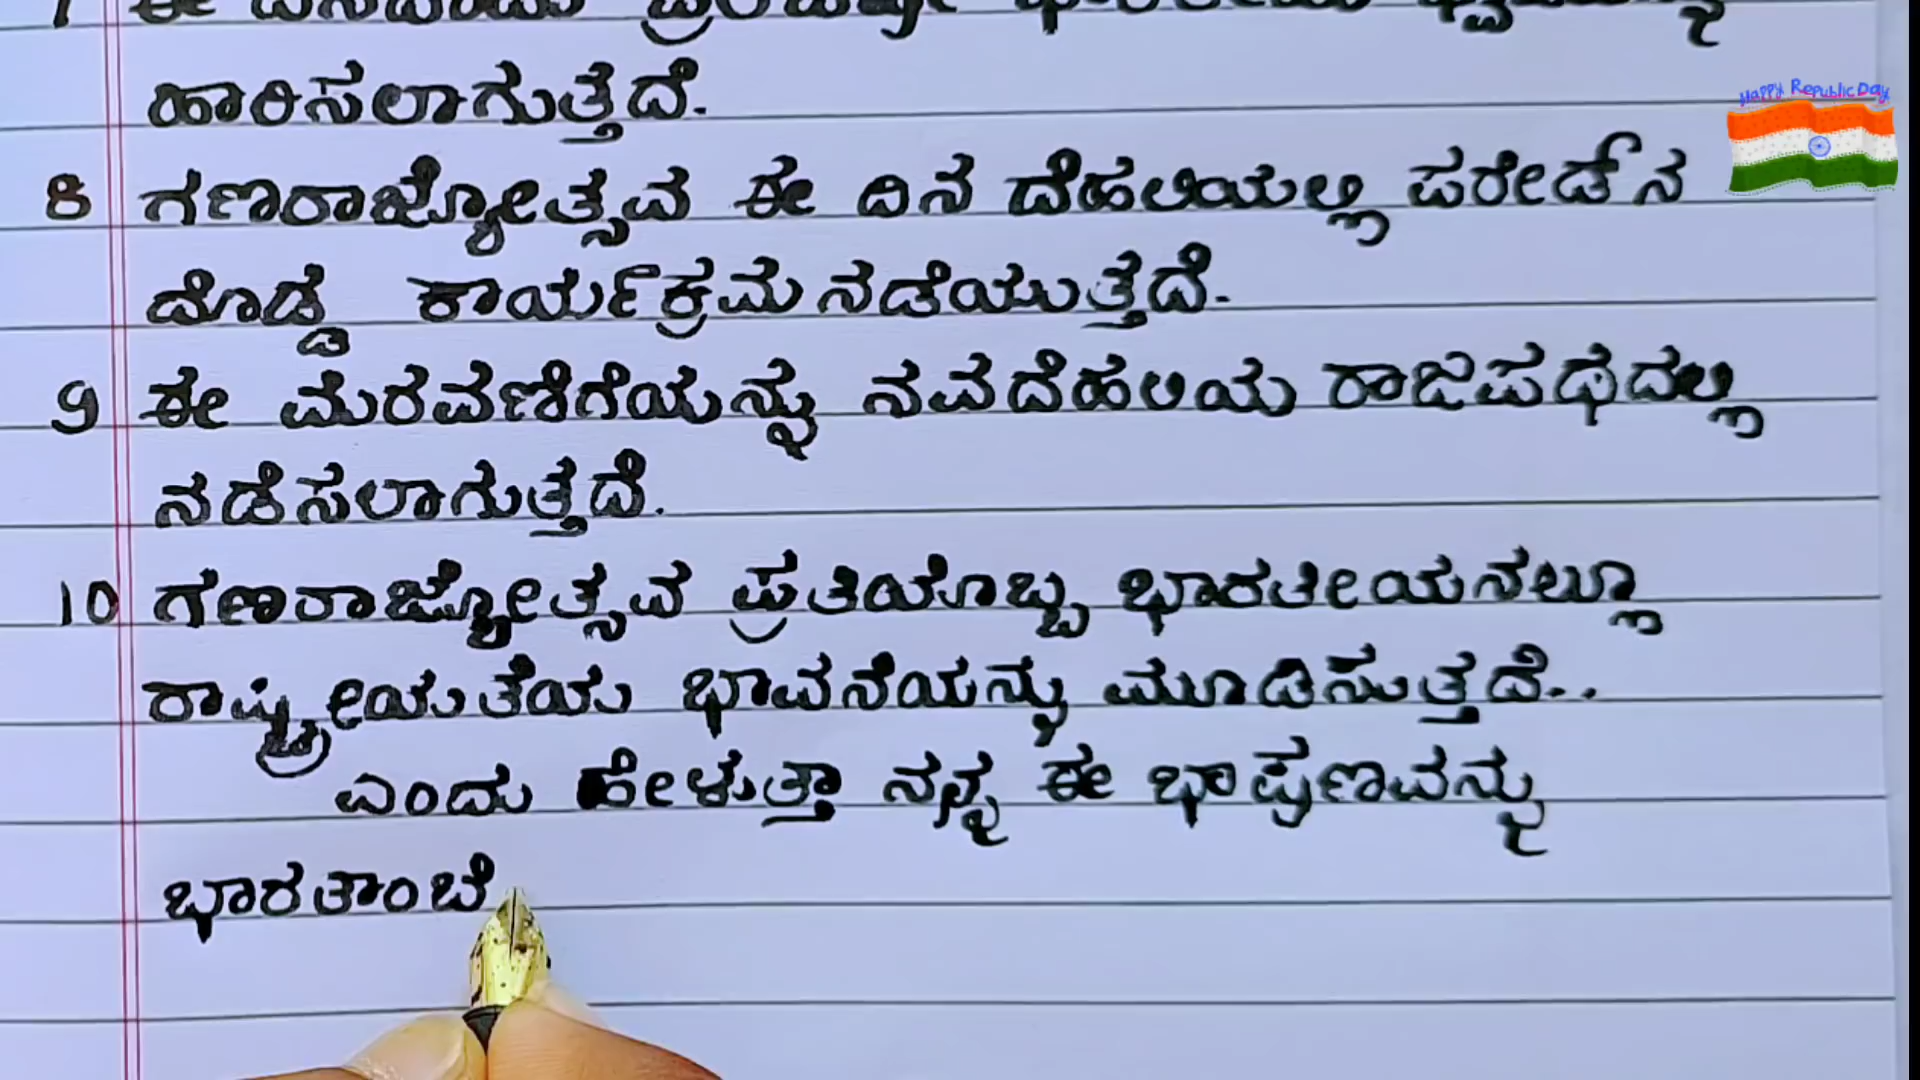 ಹಾರಿಸಲಾಗುತ್ತದೆ.
Happy Republic Day
8 ಗಣರಾಜ್ಯೋತ್ಸವ ಈ ದಿನ ದೆಹಲಿಯಲ್ಲಿ ಪರೇಡ್ ನ
ದೊಡ್ಡ ಕಾರ್ಯಕ್ರಮ ನಡೆಯುತ್ತದೆ.
9 ಈ ಮೆರವಣಿಗೆಯನ್ನು ನವದೆಹಲಿಯ ರಾಜಪಥದಲ್ಲಿ
ನಡೆಸಲಾಗುತ್ತದೆ.
10 ಗಣರಾಜ್ಯೋತ್ಸವ ಪ್ರತಿಯೊಬ್ಬ ಭಾರತೀಯನಲ್ಲೂ
ರಾಷ್ಟ್ರೀಯತೆಯ ಭಾವನೆಯನ್ನು ಮೂಡಿಸುತ್ತದೆ..
ಎಂದು ಹೇಳುತ್ತಾ ನನ್ನ ಈ ಭಾಷಣವನ್ನು
ಭಾರತಾಂಬೆ